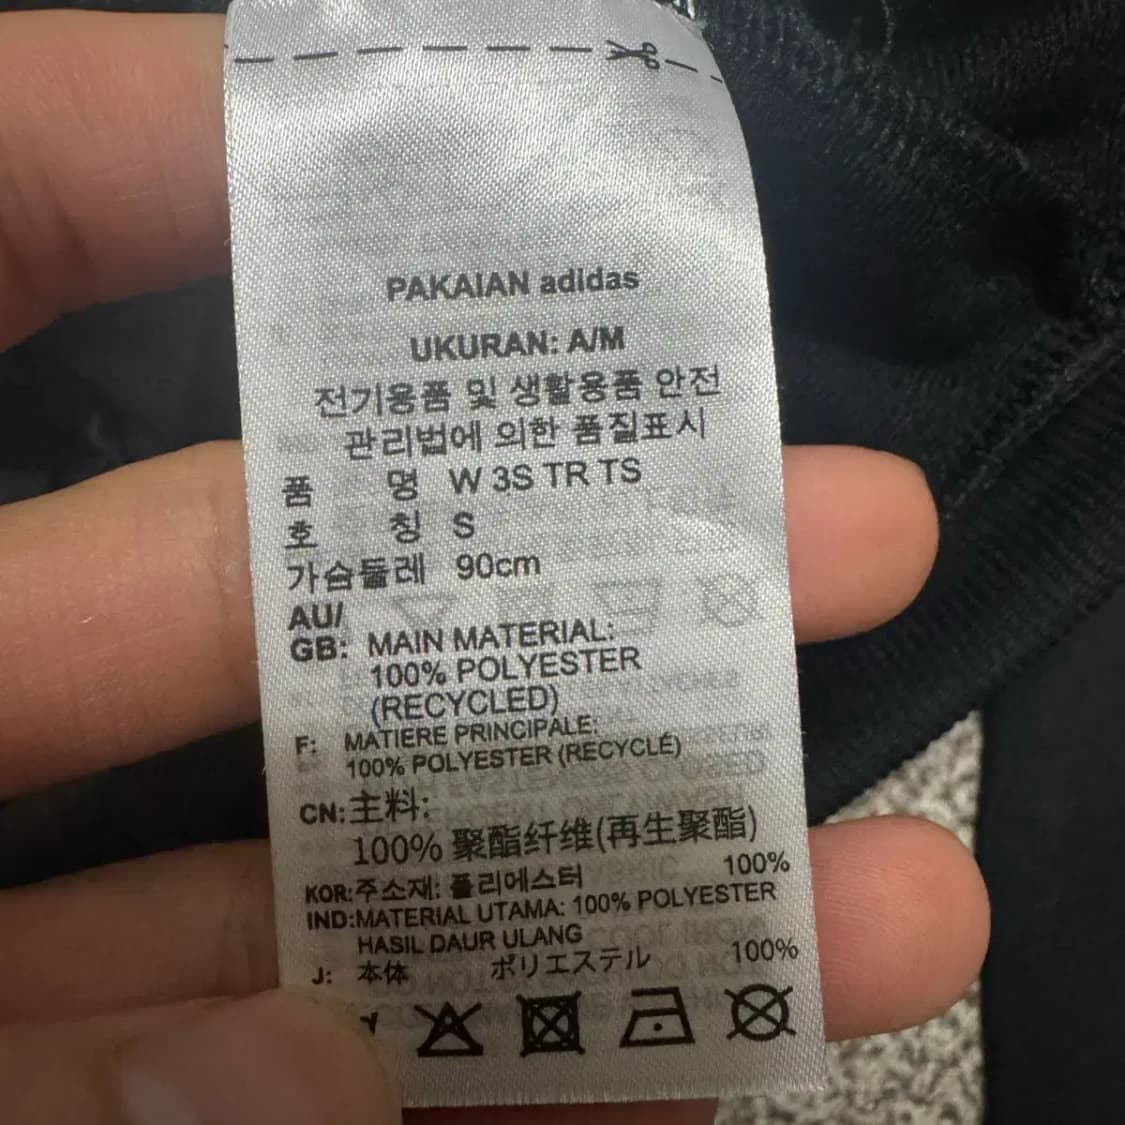 PAKAIAN adidas
UKURAN: A/M
전기용품 및 생활용품 안전
관리법에 의한 품질표시
품 명 W 3S TR TS
호 칭 S
가슴둘레 90cm
AU/
GB: MAIN MATERIAL:
100% POLYESTER
(RECYCLED)
F: MATIERE PRINCIPALE:
100% POLYESTER (RECYCLÉ)
CN: 主料:
100% 聚酯纤维(再生聚酯)
KOR: 주소재: 폴리에스터 100%
IND: MATERIAL UTAMA: 100% POLYESTER
HASIL DAUR ULANG
J: 本体 ポリエステル 100%